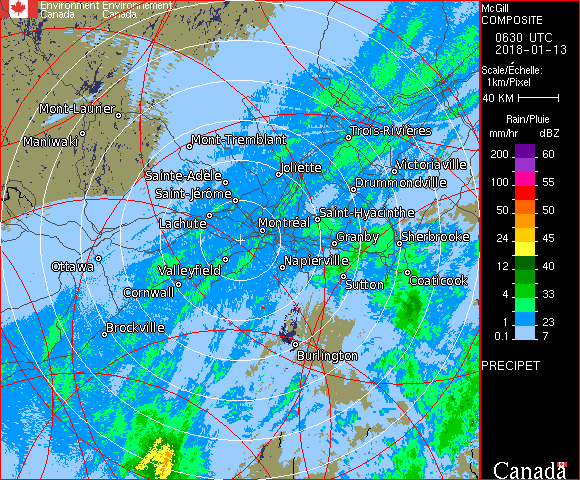 Environment Environnement
Canada Canada
McGill
COMPOSITE
0630 UTC
2018-01-13
Scale/Échelle:
1km/Pixel
40 KM
Rain/Pluie
mm/hr dBZ
200 60
100 55
50 50
24 45
12 40
4 33
1 23
0.1 7
PRECIPET
Canada
Mont-Laurier
Maniwaki
Mont-Tremblant
Trois-Rivières
Joliette
Victoriaville
Sainte-Adèle
Drummondville
Saint-Jérôme
Saint-Hyacinthe
Lachute
Montréal
Granby
Sherbrooke
Ottawa
Valleyfield
Napierville
Coaticook
Cornwall
Sutton
Brockville
Burlington